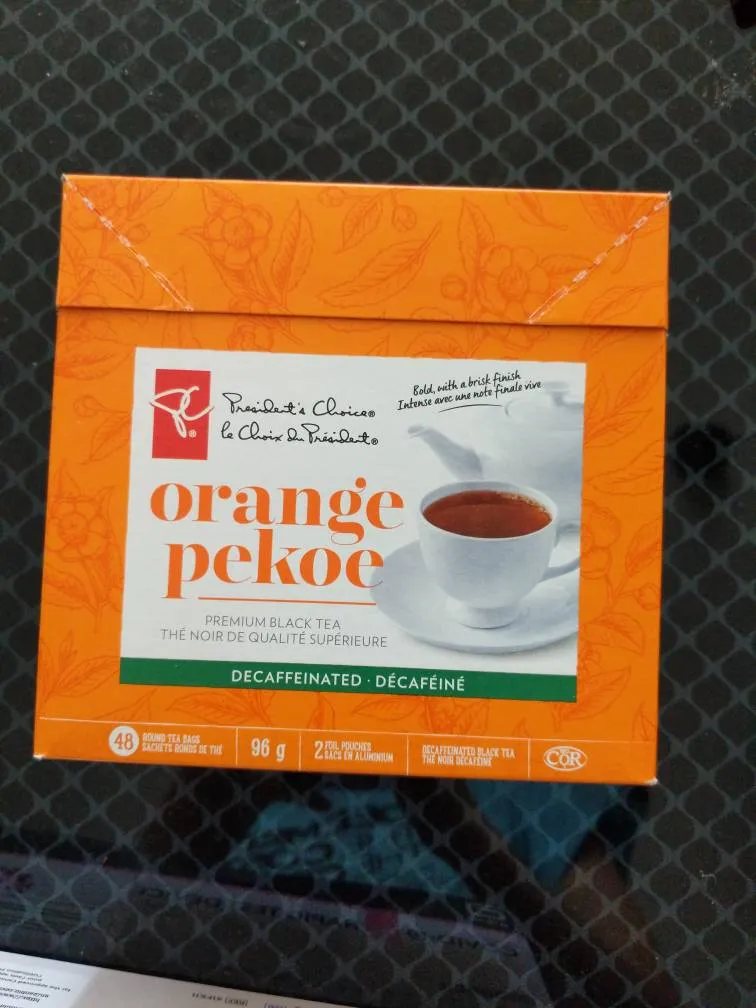 Bold, with a brisk finish
Intense avec une note finale vive
President's Choice®
le Choix du Président®
orange
pekoe
PREMIUM BLACK TEA
THÉ NOIR DE QUALITÉ SUPÉRIEURE
DECAFFEINATED · DÉCAFÉINÉ
48 ROUND TEA BAGS
SACHETS RONDS DE THÉ
96 g
2 FOIL POUCHES
SACS EN ALUMINIUM
DECAFFEINATED BLACK TEA
THÉ NOIR DÉCAFÉINÉ
COR